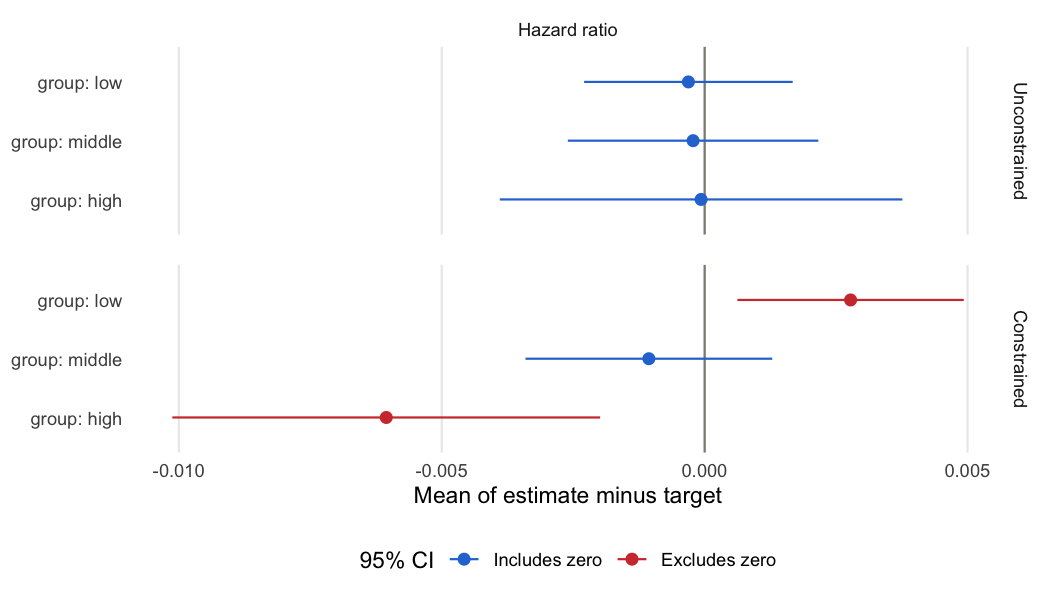 Hazard ratio
group: low
group: middle
group: high
Unconstrained
group: low
group: middle
group: high
Constrained
-0.010 -0.005 0.000 0.005
Mean of estimate minus target
95% CI Includes zero Excludes zero